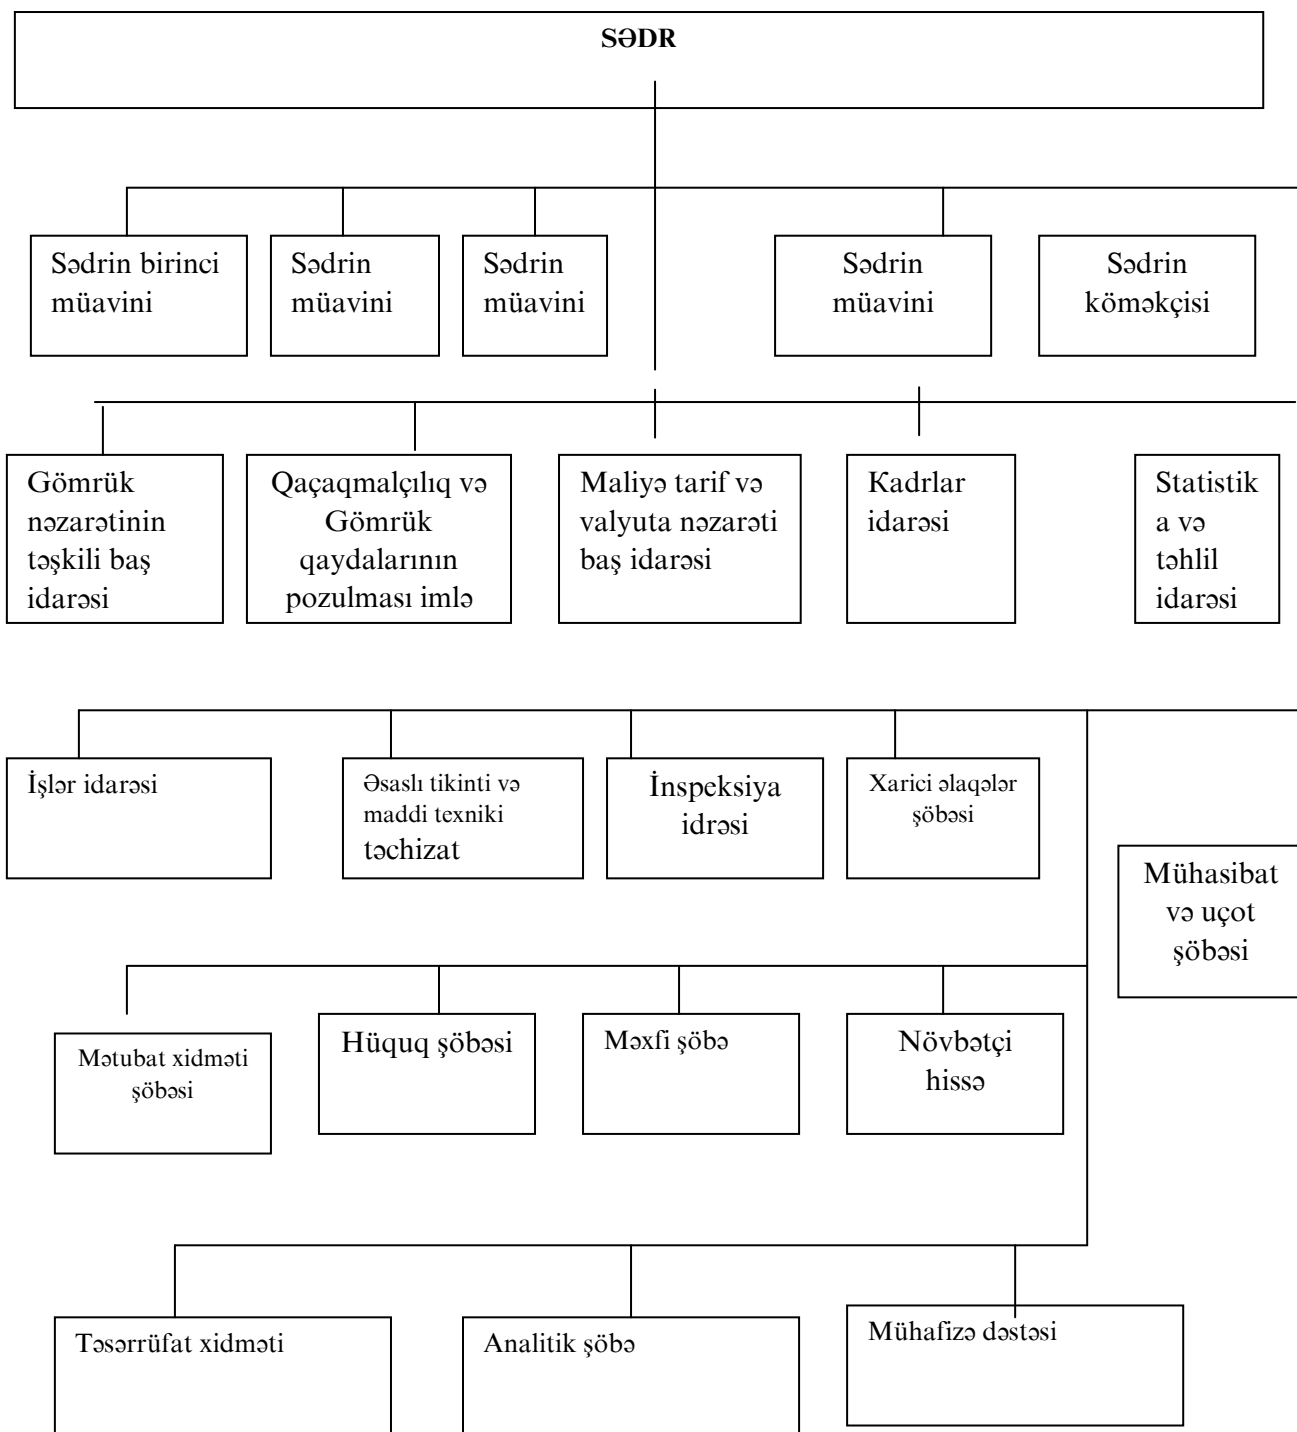 SƏDR
Sədrin birinci
müavini
Sədrin
müavini
Sədrin
müavini
Sədrin
müavini
Sədrin
köməkçisi
Gömrük
nəzarətinin
təşkili baş
idarəsi
Qaçaqmalçılıq və
Gömrük
qaydalarının
pozulması imlə
Maliyə tarif və
valyuta nəzarəti
baş idarəsi
Kadrlar
idarəsi
Statistik
a və
təhlil
idarəsi
İşlər idarəsi
Əsaslı tikinti və
maddi texniki
təchizat
İnspeksiya
idrəsi
Xarici əlaqələr
şöbəsi
Mühasibat
və uçot
şöbəsi
Mətubat xidməti
şöbəsi
Hüquq şöbəsi
Məxfi şöbə
Növbətçi
hissə
Təsərrüfat xidməti
Analitik şöbə
Mühafizə dəstəsi